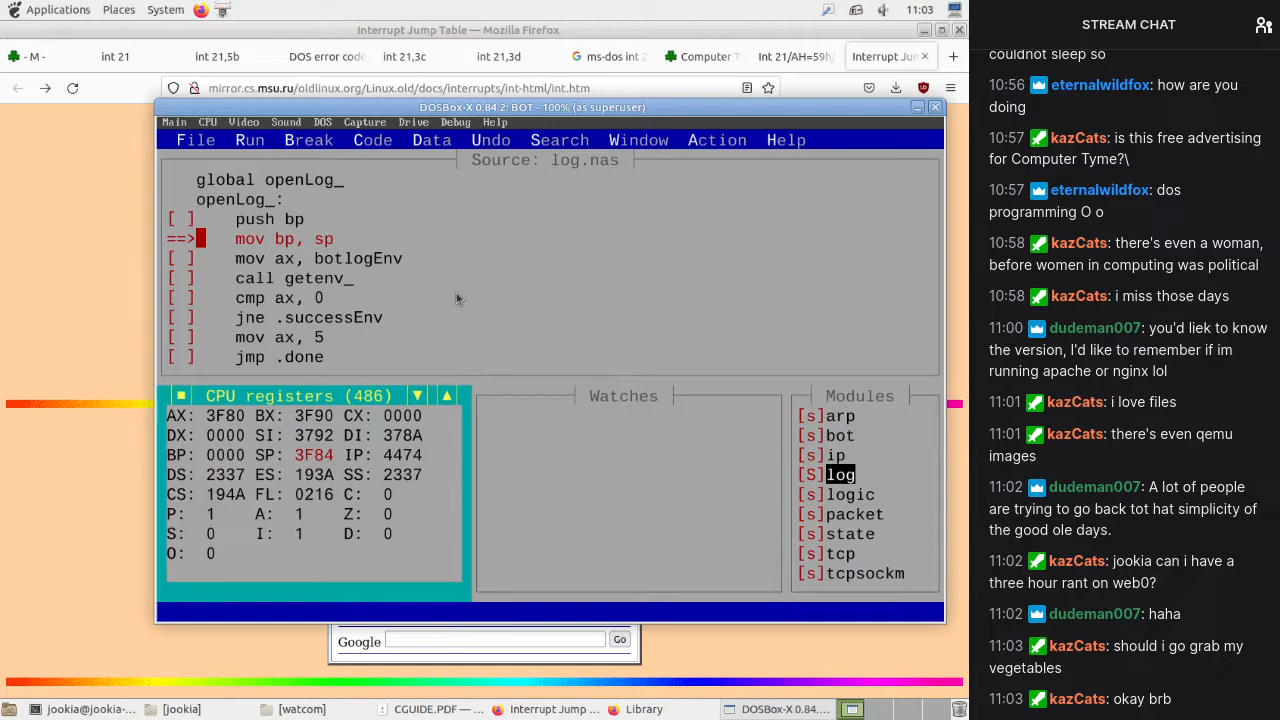 Applications Places System 11:03
Interrupt Jump Table — Mozilla Firefox
- M - int 21 int 21,5b DOS error code int 21,3c int 21,3d ms-dos int 2 Computer T Int 21/AH=59h/ Interrupt Jum
mirror.cs.msu.ru/oldlinux.org/Linux.old/docs/interrupts/int-html/int.htm
DOSBox-X 0.84.2: BOT - 100% (as superuser)
Main CPU Video Sound DOS Capture Drive Debug Help
File Run Break Code Data Undo Search Window Action Help
Source: log.nas
global openLog_
openLog_:
[ ] push bp
==> mov bp, sp
[ ] mov ax, botlogEnv
[ ] call getenv_
[ ] cmp ax, 0
[ ] jne .successEnv
[ ] mov ax, 5
[ ] jmp .done
CPU registers (486)
AX: 3F80 BX: 3F90 CX: 0000
DX: 0000 SI: 3792 DI: 378A
BP: 0000 SP: 3F84 IP: 4474
DS: 2337 ES: 193A SS: 2337
CS: 194A FL: 0216 C: 0
P: 1 A: 1 Z: 0
S: 0 I: 1 D: 0
O: 0
Watches
Modules
[s]arp
[s]bot
[s]ip
[S]log
[s]logic
[s]packet
[s]state
[s]tcp
[s]tcpsockm
Google Go
jookia@jookia-... [jookia] [watcom] CGUIDE.PDF — ... Interrupt Jump ... Library DOSBox-X 0.84....
STREAM CHAT
couldnot sleep so
10:56 eternalwildfox: how are you
doing
10:57 kazCats: is this free advertising
for Computer Tyme?\
10:57 eternalwildfox: dos
programming O o
10:58 kazCats: there's even a woman,
before women in computing was political
10:58 kazCats: i miss those days
11:00 dudeman007: you'd liek to know
the version, I'd like to remember if im
running apache or nginx lol
11:01 kazCats: i love files
11:01 kazCats: there's even qemu
images
11:02 dudeman007: A lot of people
are trying to go back tot hat simplicity of
the good ole days.
11:02 kazCats: jookia can i have a
three hour rant on web0?
11:02 dudeman007: haha
11:03 kazCats: should i go grab my
vegetables
11:03 kazCats: okay brb